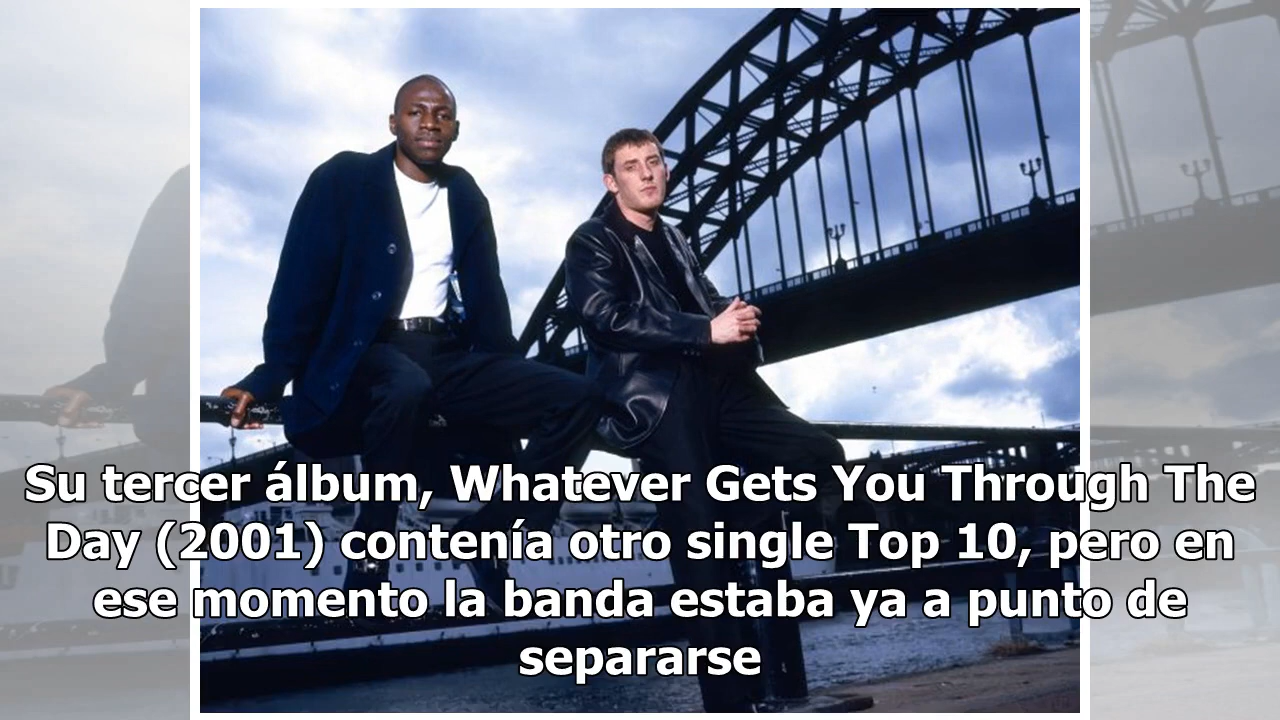 Su tercer álbum, Whatever Gets You Through The
Day (2001) contenía otro single Top 10, pero en
ese momento la banda estaba ya a punto de
separarse